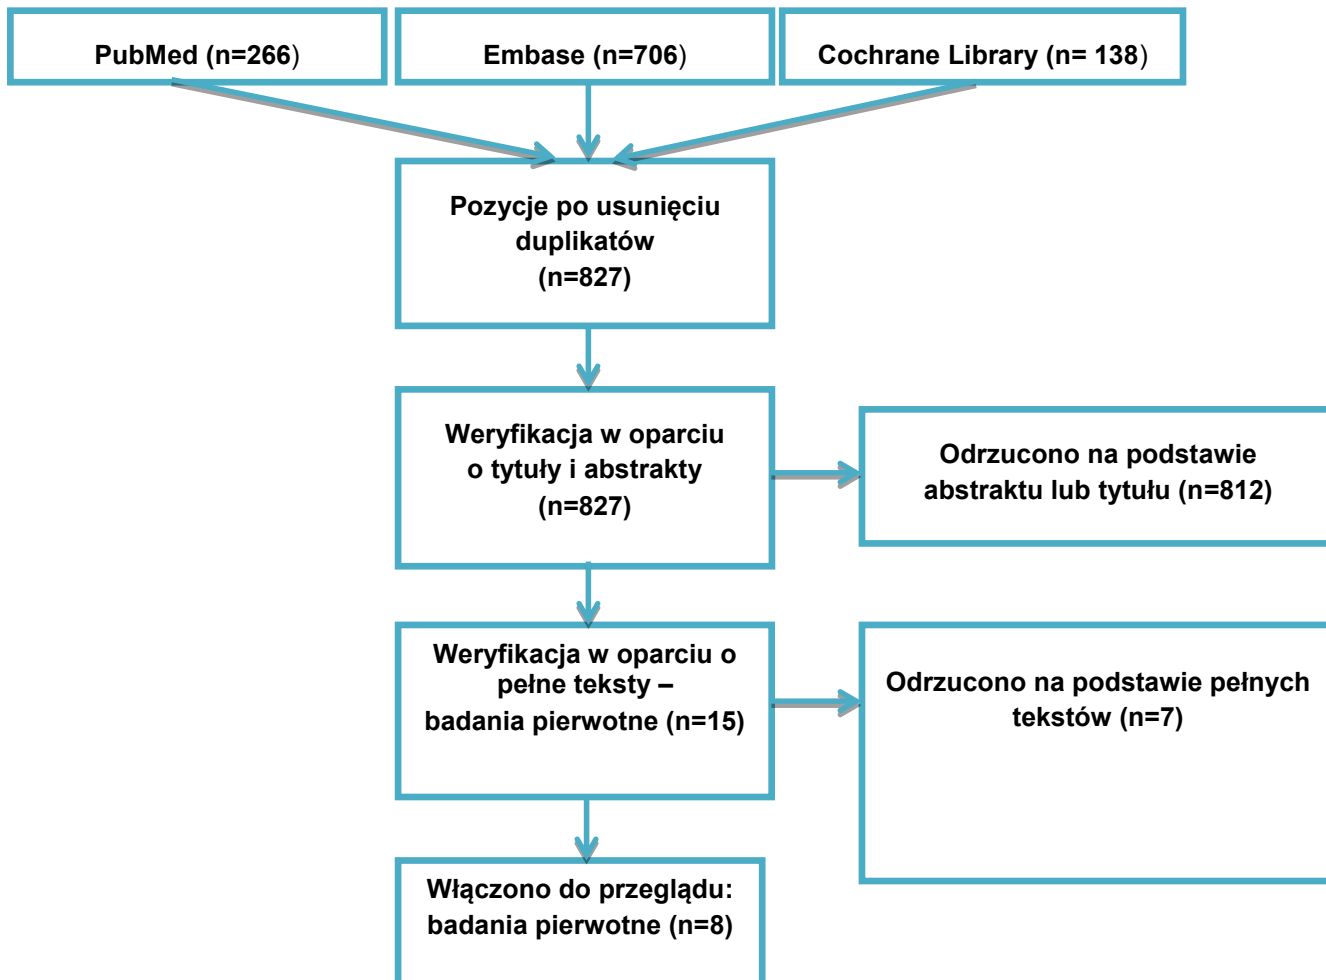 PubMed (n=266)
Embase (n=706)
Cochrane Library (n= 138)
Pozycje po usunięciu
duplikatów
(n=827)
Weryfikacja w oparciu
o tytuły i abstrakty
(n=827)
Odrzucono na podstawie
abstraktu lub tytułu (n=812)
Weryfikacja w oparciu o
pełne teksty –
badania pierwotne (n=15)
Odrzucono na podstawie pełnych
tekstów (n=7)
Włączono do przeglądu:
badania pierwotne (n=8)